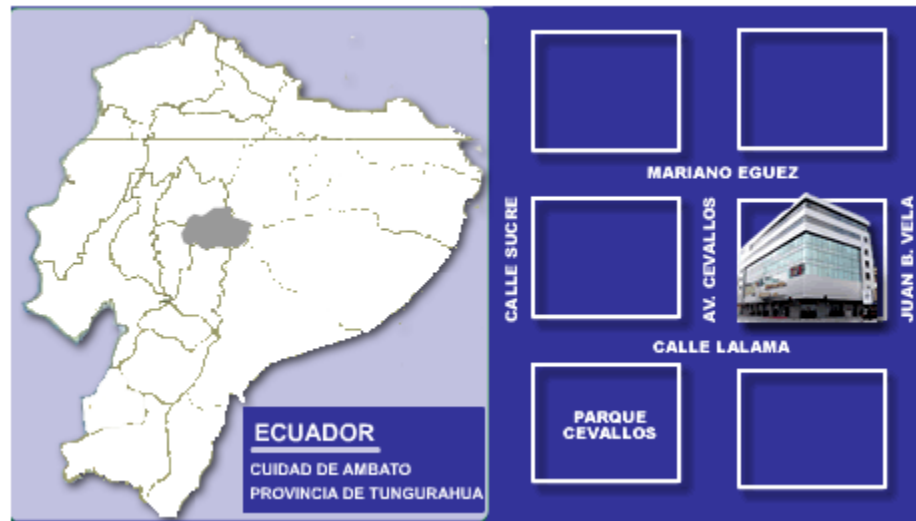 ECUADOR
CUIDAD DE AMBATO
PROVINCIA DE TUNGURAHUA
MARIANO EGUEZ
CALLE SUCRE
AV. CEVALLOS
JUAN B. VELA
CALLE LALAMA
PARQUE
CEVALLOS